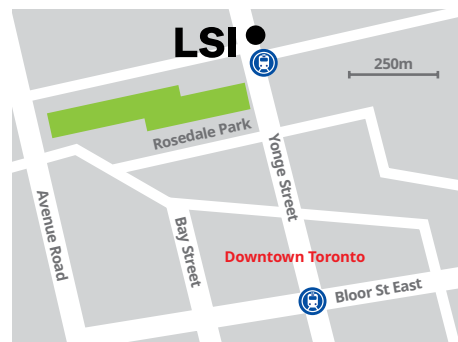 LSI
250m
Rosedale Park
Yonge Street
Avenue Road
Bay Street
Downtown Toronto
Bloor St East